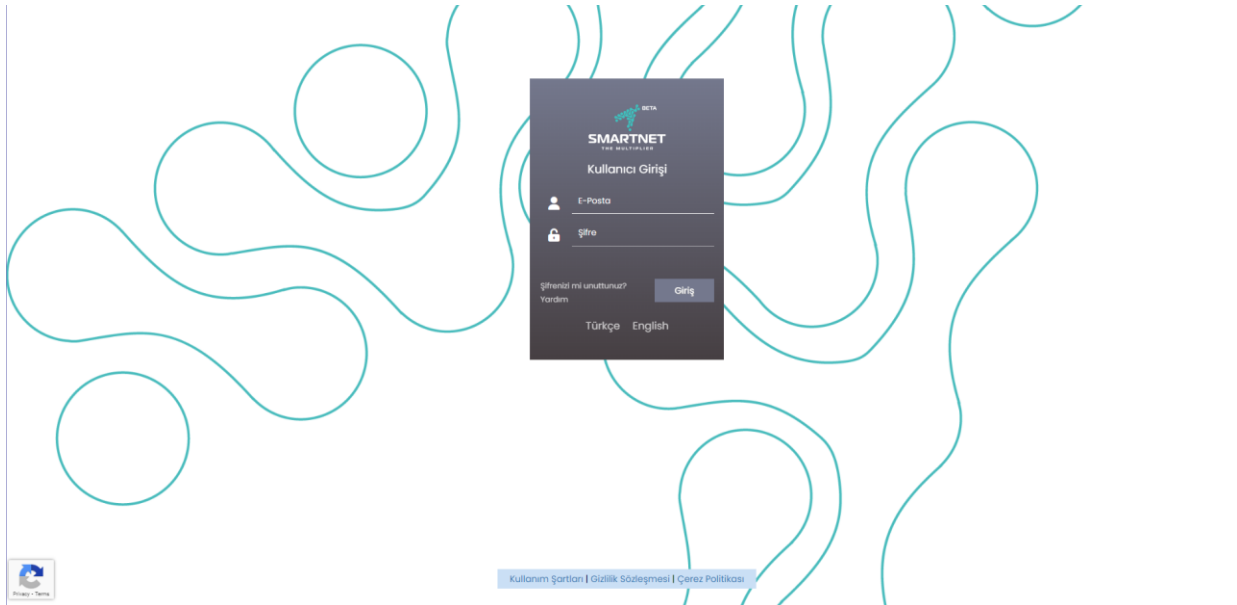 BETA
SMARTNET
THE MULTIPLIER
Kullanıcı Girişi
E-Posta
Şifre
Şifrenizi mi unuttunuz?
Yardım
Giriş
Türkçe English
Kullanım Şartları | Gizlilik Sözleşmesi | Çerez Politikası
Privacy - Terms